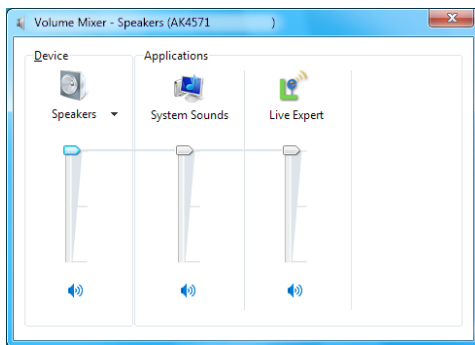 Volume Mixer - Speakers (AK4571 )
Device
Applications
Speakers
System Sounds
Live Expert